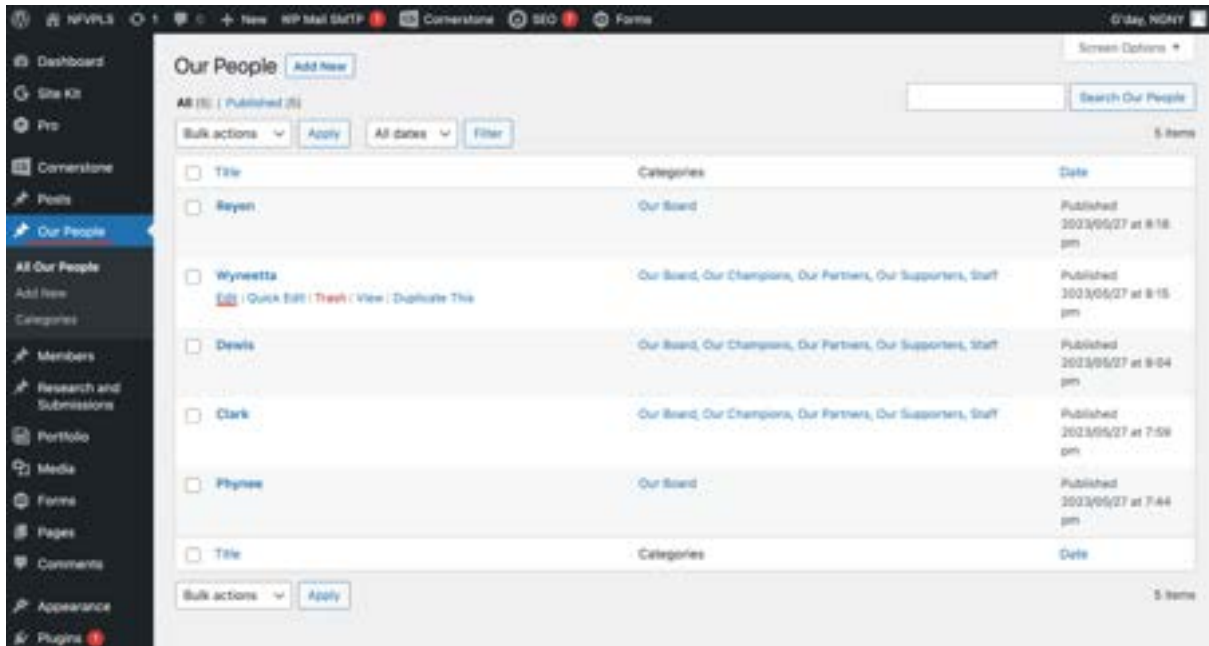 NFVPLS 1 0 New WP Mail SMTP 1 Cornerstone SEO Forms G'day, NGNY
Screen Options
Dashboard
Site Kit
Pro
Cornerstone
Posts
Our People
All Our People
Add New
Categories
Members
Research and
Submissions
Portfolio
Media
Forms
Pages
Comments
Appearance
Plugins 1
Our People Add New
All (5) | Published (5)
Search Our People
Bulk actions Apply All dates Filter 5 items
Title Categories Date
Reyen Our Board Published
2023/05/27 at
pm
Wyneetta Our Board, Our Champions, Our Partners, Our Supporters, Staff Published
Edit | Quick Edit | Trash | View | Duplicate This 2023/05/27 at
pm
Dewis Our Board, Our Champions, Our Partners, Our Supporters, Staff Published
2023/05/27 at
pm
Clark Our Board, Our Champions, Our Partners, Our Supporters, Staff Published
2023/05/27 at 7:59
pm
Phynee Our Board Published
2023/05/27 at 7:44
pm
Title Categories Date
Bulk actions Apply 5 items